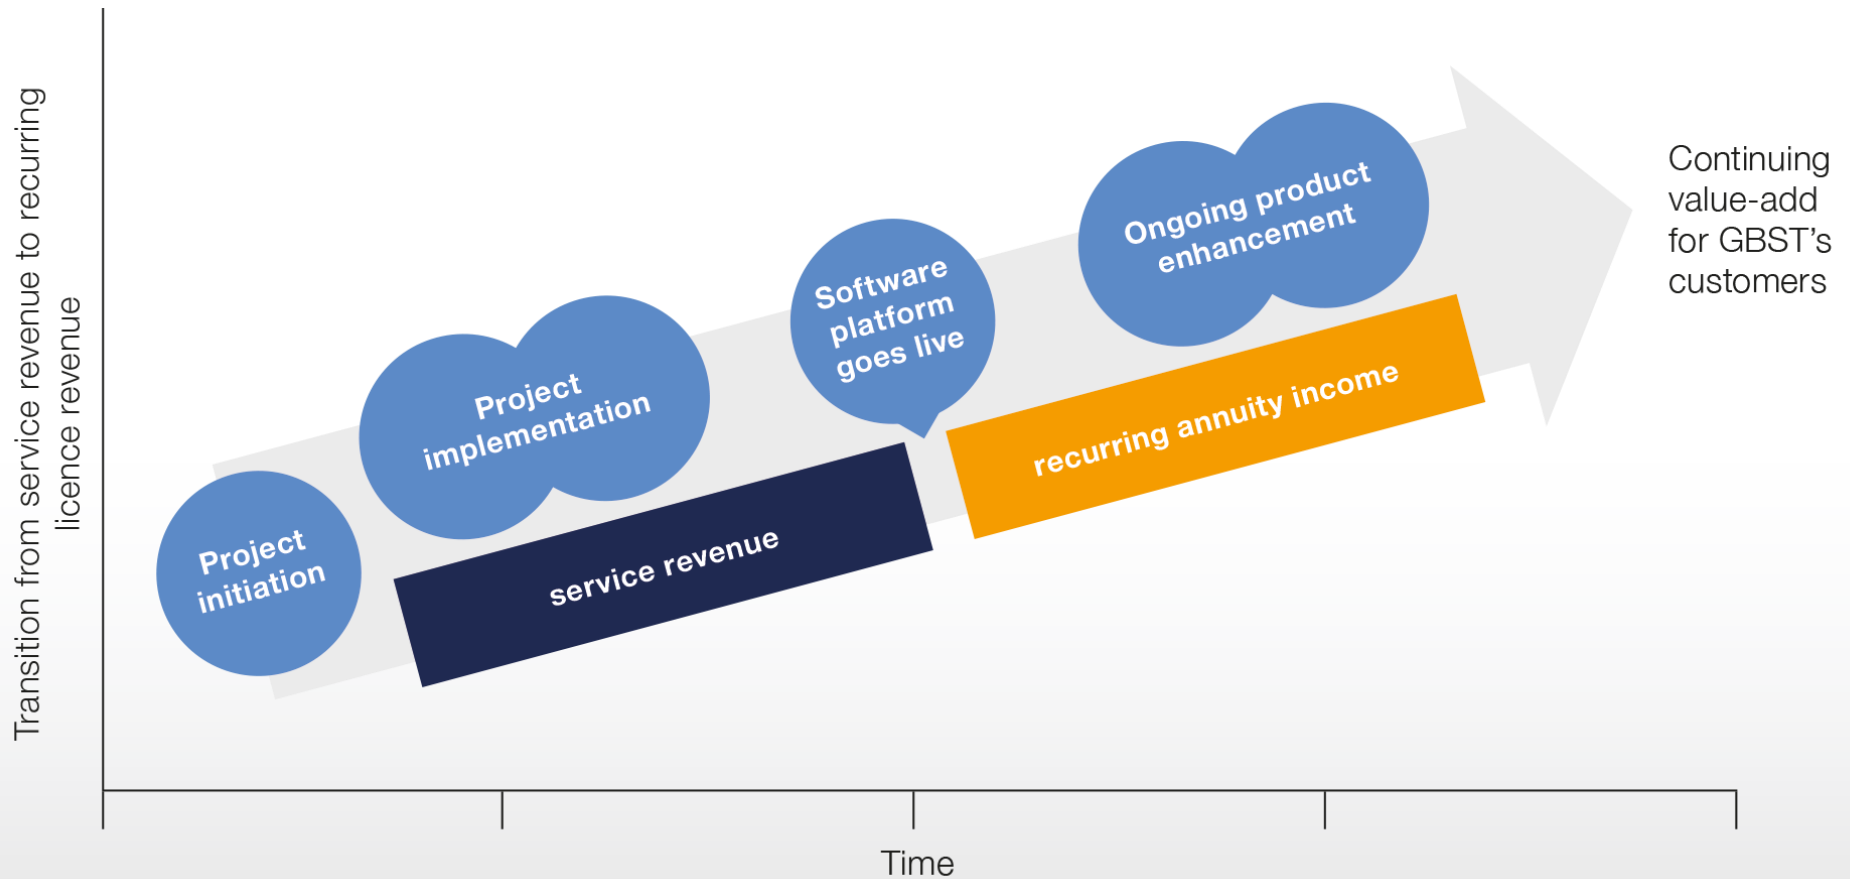 Transition from service revenue to recurring
licence revenue
Project
initiation
Project
implementation
Software
platform
goes live
Ongoing product
enhancement
service revenue
recurring annuity income
Continuing
value-add
for GBST’s
customers
Time